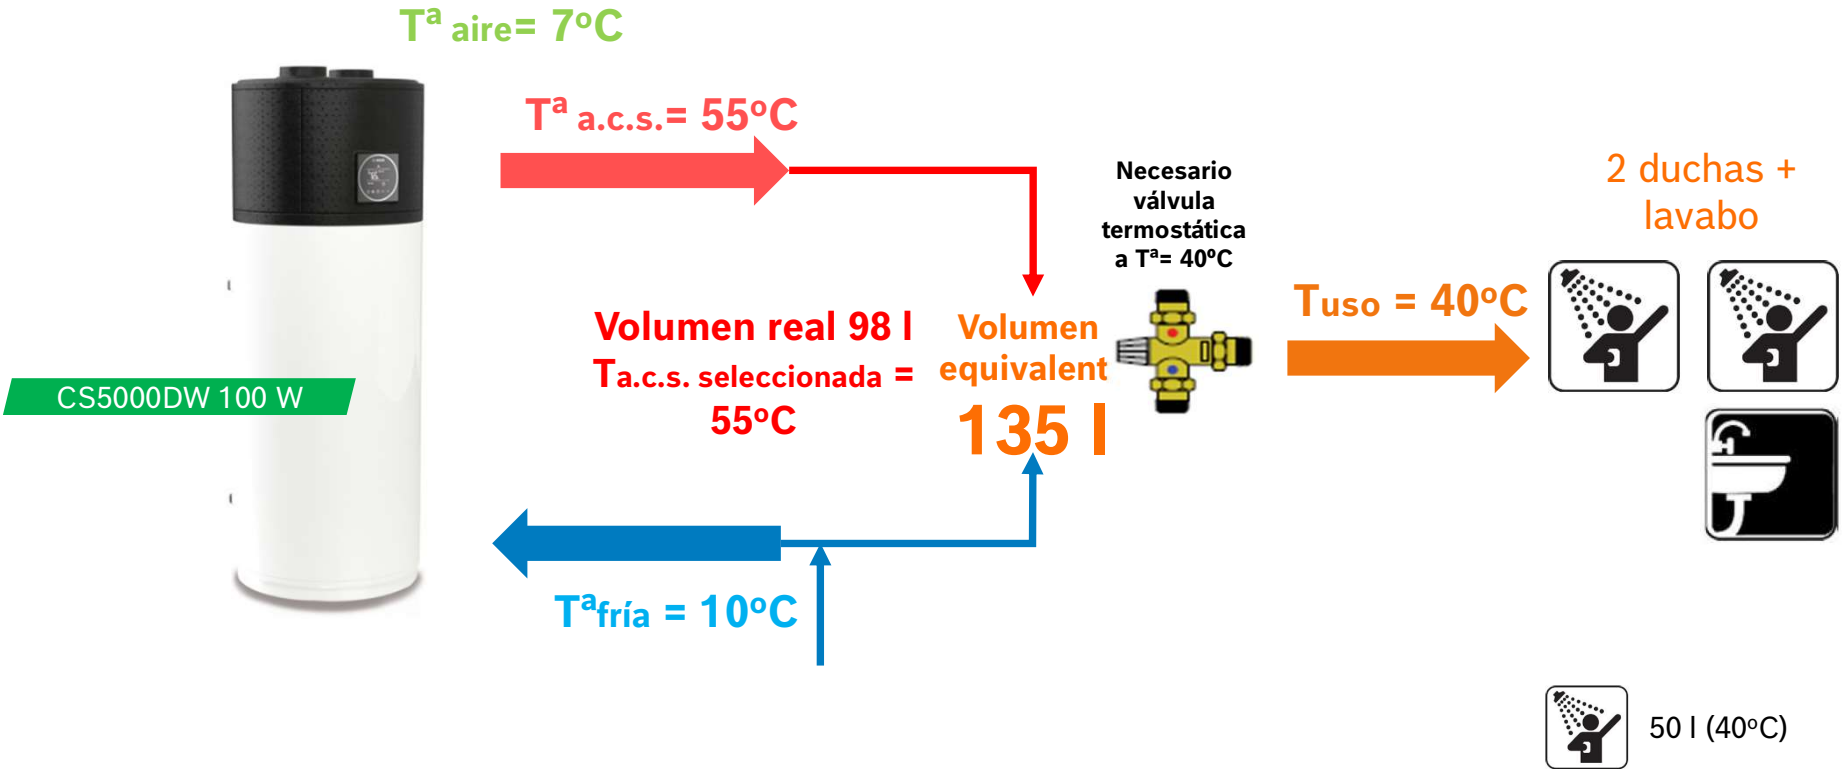 Tª aire= 7ºC
Tª a.c.s.= 55ºC
Necesario
válvula
termostática
a Tª= 40ºC
2 duchas +
lavabo
Tuso = 40ºC
Volumen real 98 l
Ta.c.s. seleccionada =
55ºC
Volumen
equivalent
135 l
CS5000DW 100 W
Tªfría = 10ºC
50 l (40ºC)